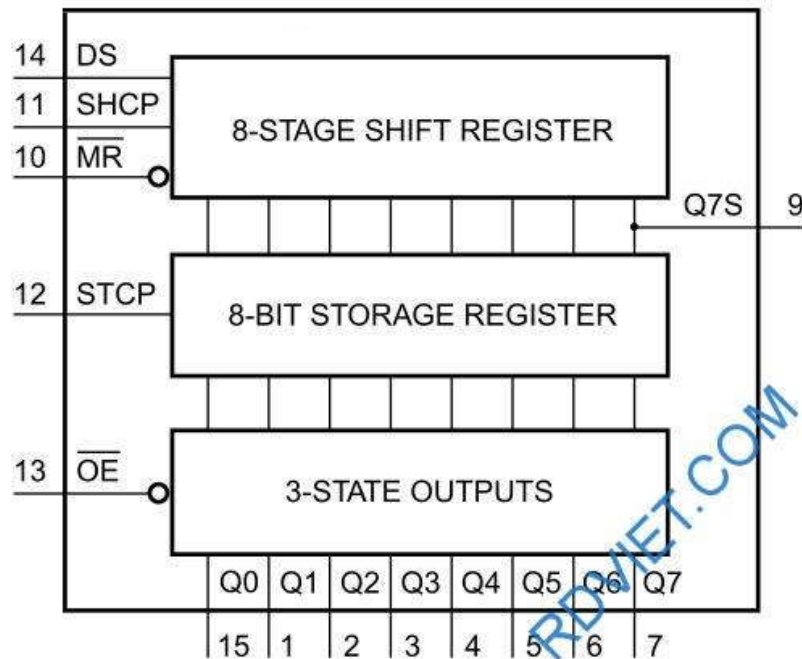 14 DS
11 SHCP
10 M̅R̅
8-STAGE SHIFT REGISTER
Q7S 9
12 STCP
8-BIT STORAGE REGISTER
13 O̅E̅
3-STATE OUTPUTS
Q0 Q1 Q2 Q3 Q4 Q5 Q6 Q7
15 1 2 3 4 5 6 7
RDVIET.COM